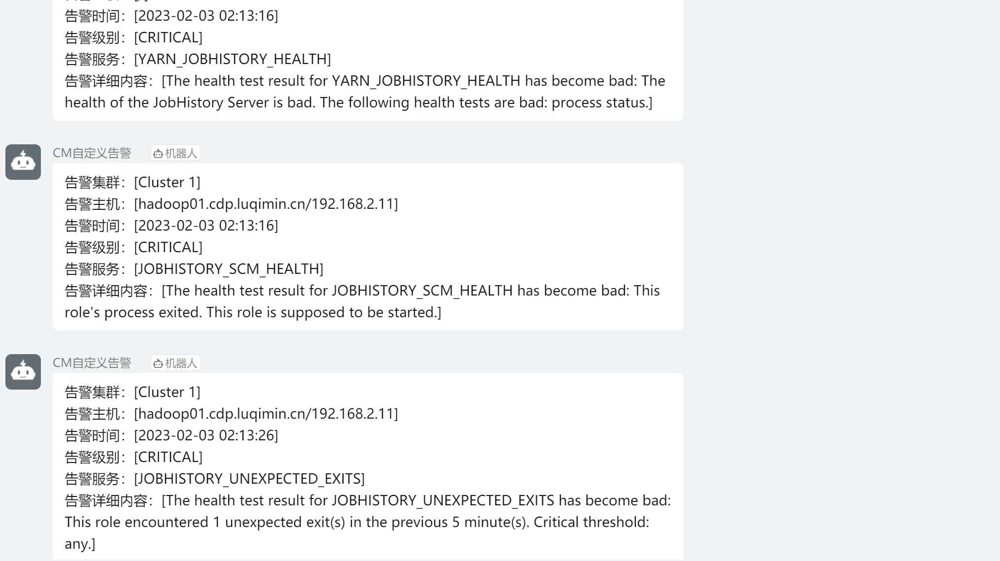 告警时间：[2023-02-03 02:13:16]
告警级别：[CRITICAL]
告警服务：[YARN_JOBHISTORY_HEALTH]
告警详细内容：[The health test result for YARN_JOBHISTORY_HEALTH has become bad: The
health of the JobHistory Server is bad. The following health tests are bad: process status.]
CM自定义告警 机器人
告警集群：[Cluster 1]
告警主机：[hadoop01.cdp.luqimin.cn/192.168.2.11]
告警时间：[2023-02-03 02:13:16]
告警级别：[CRITICAL]
告警服务：[JOBHISTORY_SCM_HEALTH]
告警详细内容：[The health test result for JOBHISTORY_SCM_HEALTH has become bad: This
role's process exited. This role is supposed to be started.]
CM自定义告警 机器人
告警集群：[Cluster 1]
告警主机：[hadoop01.cdp.luqimin.cn/192.168.2.11]
告警时间：[2023-02-03 02:13:26]
告警级别：[CRITICAL]
告警服务：[JOBHISTORY_UNEXPECTED_EXITS]
告警详细内容：[The health test result for JOBHISTORY_UNEXPECTED_EXITS has become bad:
This role encountered 1 unexpected exit(s) in the previous 5 minute(s). Critical threshold:
any.]